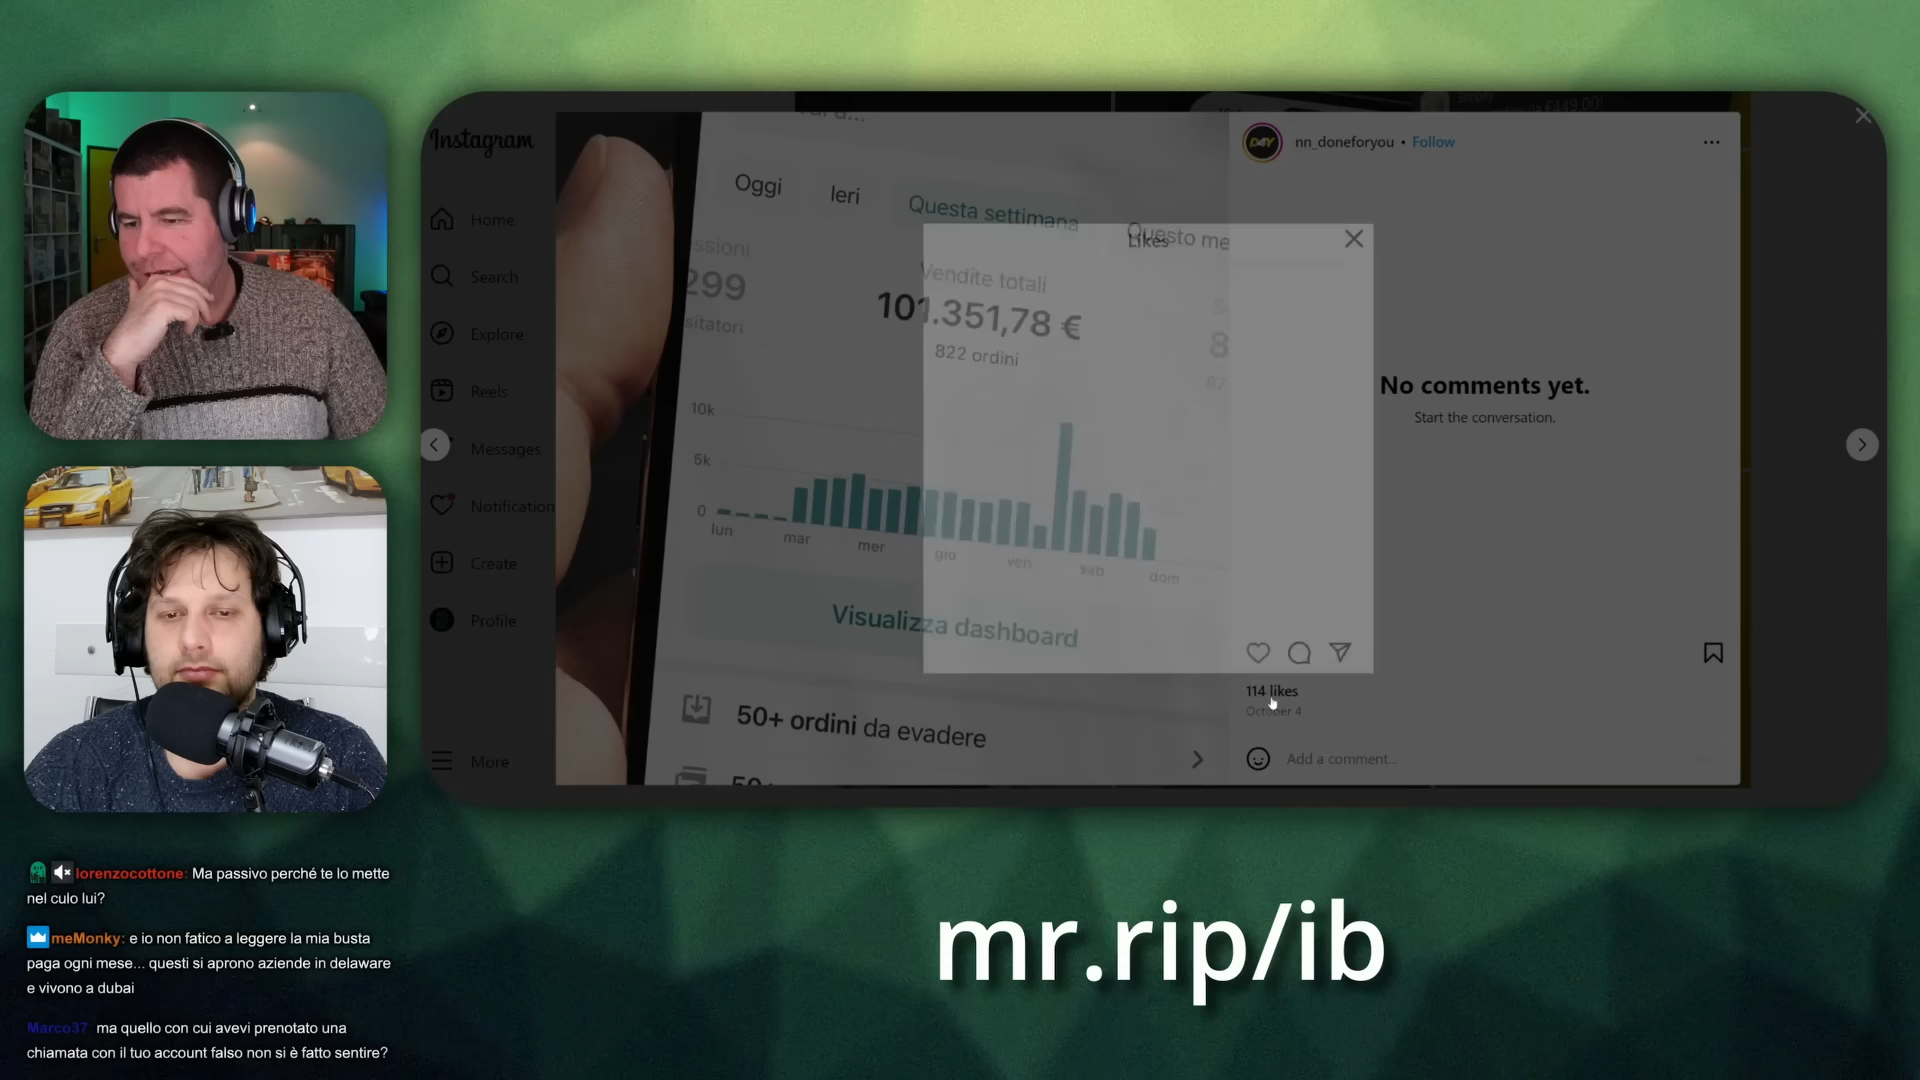 Instagram
Home
Search
Explore
Reels
Messages
Notification
Create
Profile
More
Oggi
Ieri
Questa settimana
Questo me
ssioni
299
sitatori
Vendite totali
101.351,78 €
822 ordini
10k
5k
0
lun
mar
mer
gio
ven
sab
dom
Visualizza dashboard
50+ ordini da evadere
Likes
nn_doneforyou • Follow
No comments yet.
Start the conversation.
114 likes
October 4
Add a comment...
lorenzocottone: Ma passivo perché te lo mette
nel culo lui?
meMonky: e io non fatico a leggere la mia busta
paga ogni mese... questi si aprono aziende in delaware
e vivono a dubai
Marco37 ma quello con cui avevi prenotato una
chiamata con il tuo account falso non si è fatto sentire?
mr.rip/ib